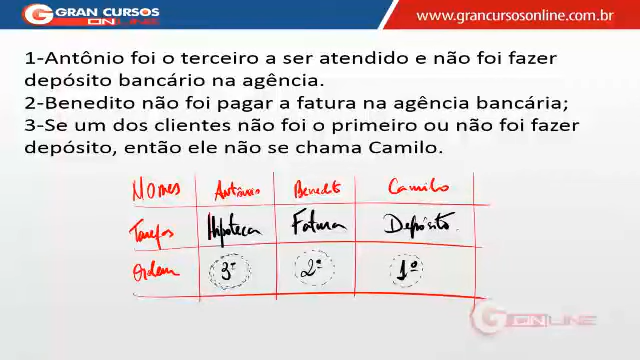 GRAN CURSOS
ONLINE
www.grancursosonline.com.br
1-Antônio foi o terceiro a ser atendido e não foi fazer
depósito bancário na agência.
2-Benedito não foi pagar a fatura na agência bancária;
3-Se um dos clientes não foi o primeiro ou não foi fazer
depósito, então ele não se chama Camilo.
Nomes Antônio Benedito Camilo
Tarefas Hipoteca Fatura Depósito.
Ordem 3º 2º 1º
GONLINE